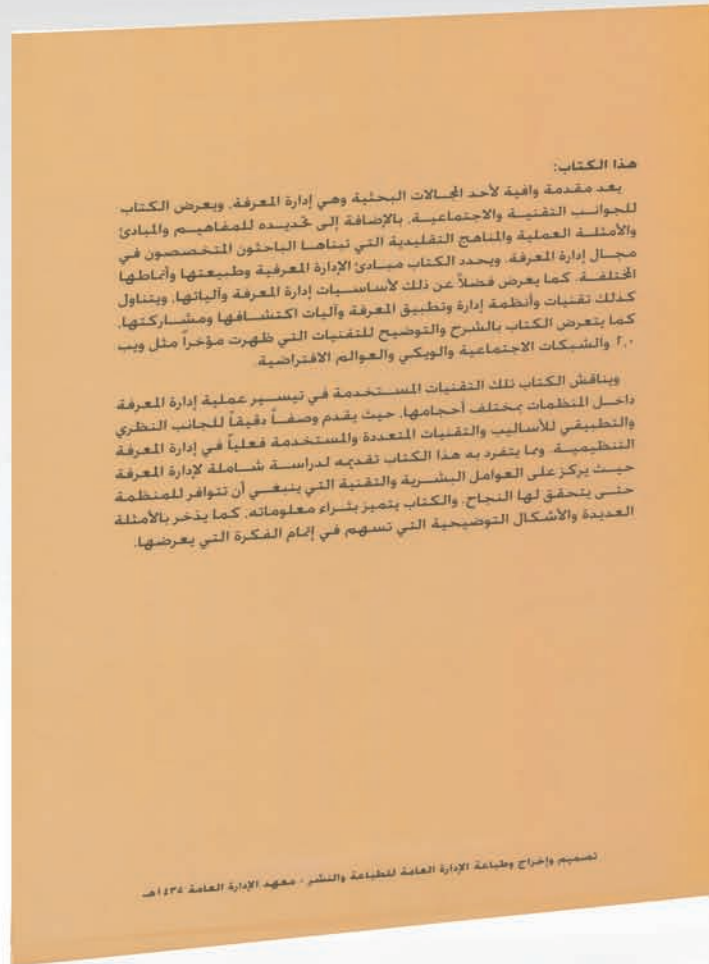 هذا الكتاب:
يعد مقدمة وافية لأحد المجالات البحثية وهي إدارة المعرفة. ويعرض الكتاب
للجوانب التقنية والاجتماعية، بالإضافة إلى تحديده للمفاهيم والمبادئ
والأمثلة العملية والمناهج التقليدية التي تبناها الباحثون المتخصصون في
مجال إدارة المعرفة. ويحدد الكتاب مبادئ الإدارة المعرفية وطبيعتها وأنماطها
المختلفة. كما يعرض فضلاً عن ذلك لأساسيات إدارة المعرفة وآلياتها. ويتناول
كذلك تقنيات وأنظمة إدارة وتطبيق المعرفة وآليات اكتشافها ومشاركتها.
كما يتعرض الكتاب بالشرح والتوضيح للتقنيات التي ظهرت مؤخراً مثل ويب
٢,٠ والشبكات الاجتماعية والويكي والعوالم الافتراضية.
ويناقش الكتاب تلك التقنيات المستخدمة في تيسير عملية إدارة المعرفة
داخل المنظمات بمختلف أحجامها. حيث يقدم وصفاً دقيقاً للجانب النظري
والتطبيقي للأساليب والتقنيات المتعددة والمستخدمة فعلياً في إدارة المعرفة
التنظيمية. ومما يتفرد به هذا الكتاب تقديمه لدراسة شاملة لإدارة المعرفة
حيث يركز على العوامل البشرية والتقنية التي ينبغي أن تتوافر للمنظمة
حتى يتحقق لها النجاح. والكتاب يتميز بثراء معلوماته. كما يذخر بالأمثلة
العديدة والأشكال التوضيحية التي تسهم في إتمام الفكرة التي يعرضها.
تصميم وإخراج وطباعة الإدارة العامة للطباعة والنشر - معهد الإدارة العامة ١٤٣٥هـ